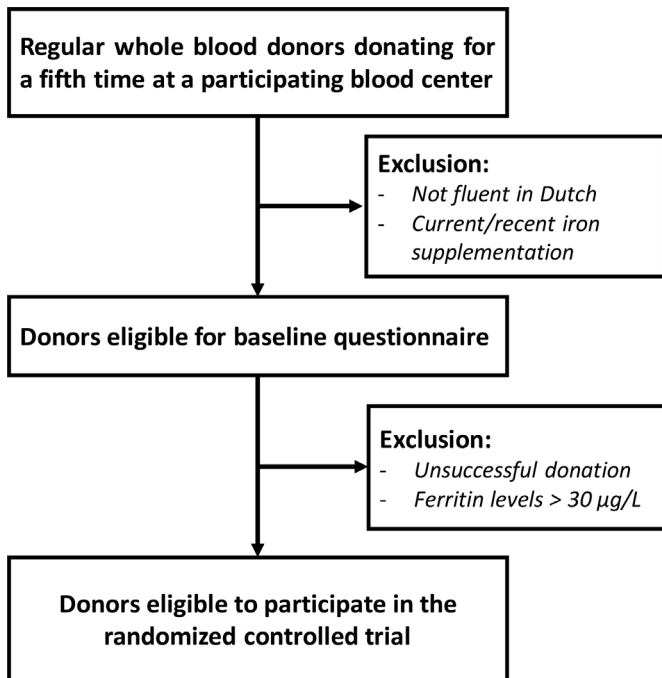 Regular whole blood donors donating for
a fifth time at a participating blood center
Exclusion:
- Not fluent in Dutch
- Current/recent iron
supplementation
Donors eligible for baseline questionnaire
Exclusion:
- Unsuccessful donation
- Ferritin levels > 30 µg/L
Donors eligible to participate in the
randomized controlled trial